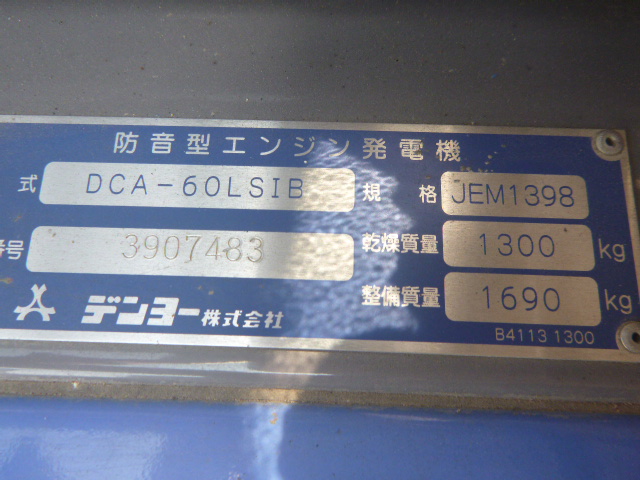 防音型エンジン発電機
式 DCA-60LSIB 規格 JEM1398
番号 3907483 乾燥質量 1300 kg
整備質量 1690 kg
デンヨー株式会社
B4113 1300